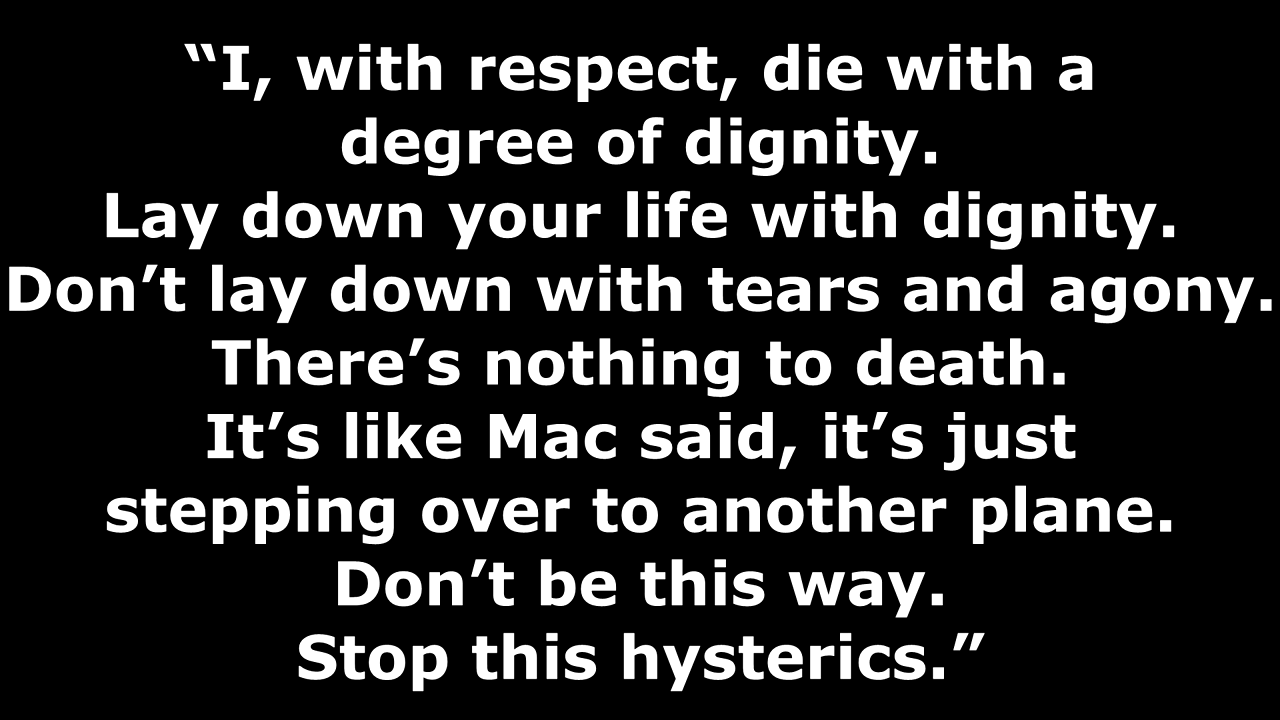 “I, with respect, die with a
degree of dignity.
Lay down your life with dignity.
Don’t lay down with tears and agony.
There’s nothing to death.
It’s like Mac said, it’s just
stepping over to another plane.
Don’t be this way.
Stop this hysterics.”